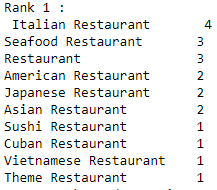 Rank 1 :
Italian Restaurant 4
Seafood Restaurant 3
Restaurant 3
American Restaurant 2
Japanese Restaurant 2
Asian Restaurant 2
Sushi Restaurant 1
Cuban Restaurant 1
Vietnamese Restaurant 1
Theme Restaurant 1